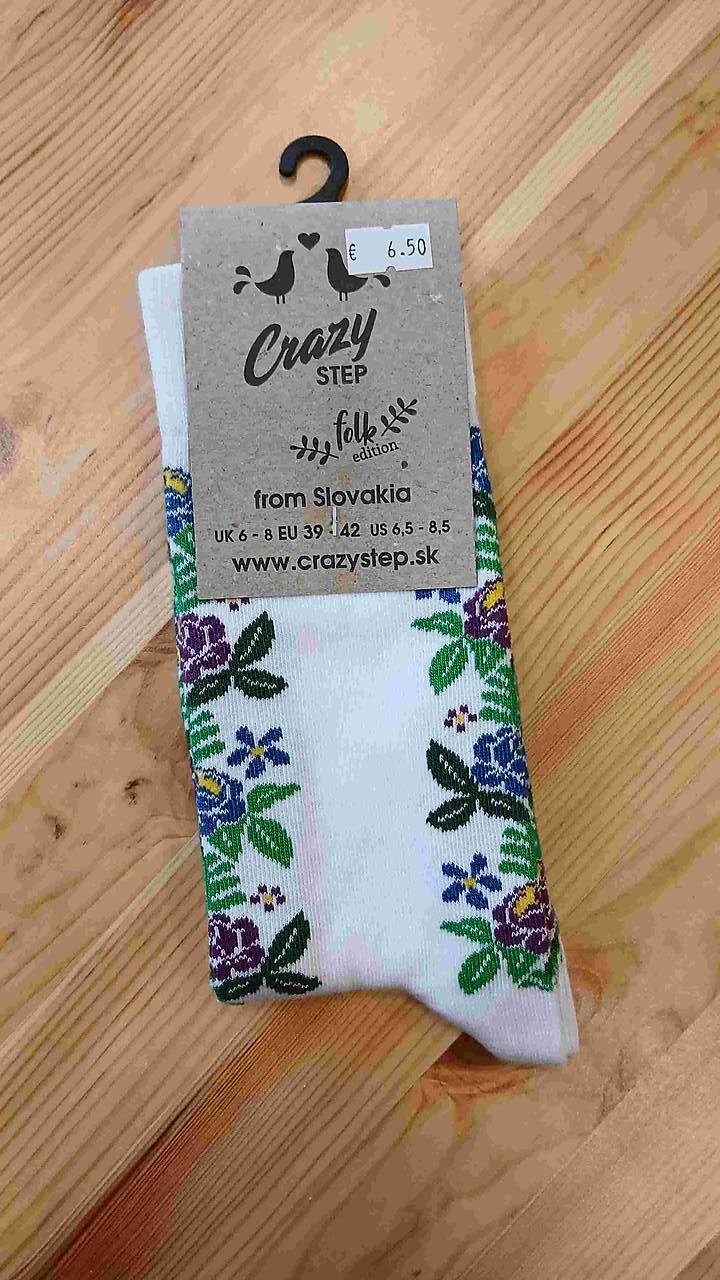 € 6.50
Crazy
STEP
folk
edition
from Slovakia
UK 6 - 8 EU 39 - 42 US 6,5 - 8,5
www.crazystep.sk